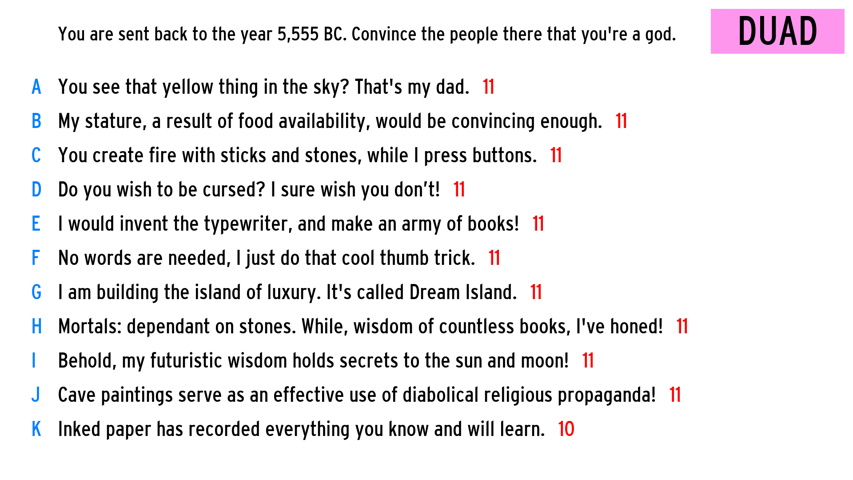 You are sent back to the year 5,555 BC. Convince the people there that you're a god.
DUAD
A You see that yellow thing in the sky? That's my dad. 11
B My stature, a result of food availability, would be convincing enough. 11
C You create fire with sticks and stones, while I press buttons. 11
D Do you wish to be cursed? I sure wish you don’t! 11
E I would invent the typewriter, and make an army of books! 11
F No words are needed, I just do that cool thumb trick. 11
G I am building the island of luxury. It's called Dream Island. 11
H Mortals: dependant on stones. While, wisdom of countless books, I've honed! 11
I Behold, my futuristic wisdom holds secrets to the sun and moon! 11
J Cave paintings serve as an effective use of diabolical religious propaganda! 11
K Inked paper has recorded everything you know and will learn. 10